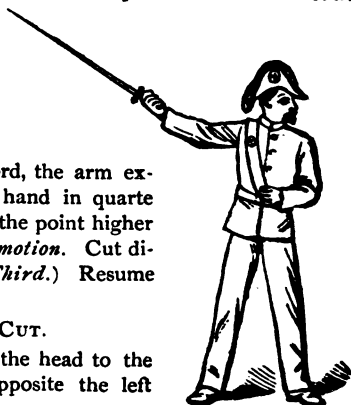 rd, the arm ex-
hand in quarte
the point higher
motion. Cut di-
hird.) Resume
CUT.
the head to the
pposite the left